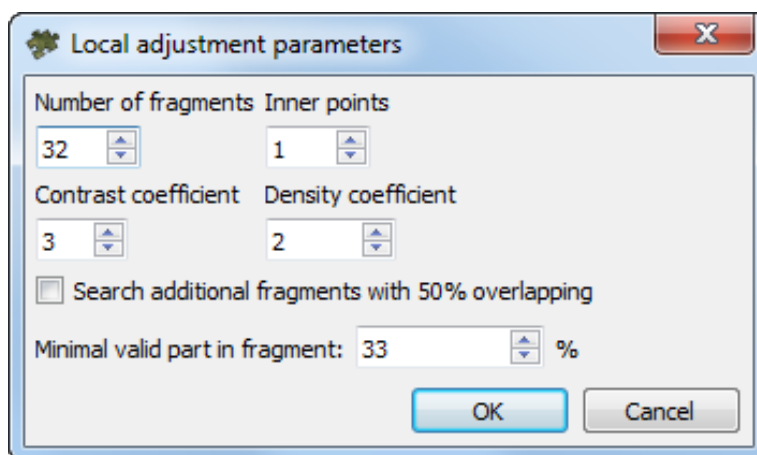 Local adjustment parameters
Number of fragments Inner points
32 1
Contrast coefficient Density coefficient
3 2
Search additional fragments with 50% overlapping
Minimal valid part in fragment: 33 %
OK Cancel